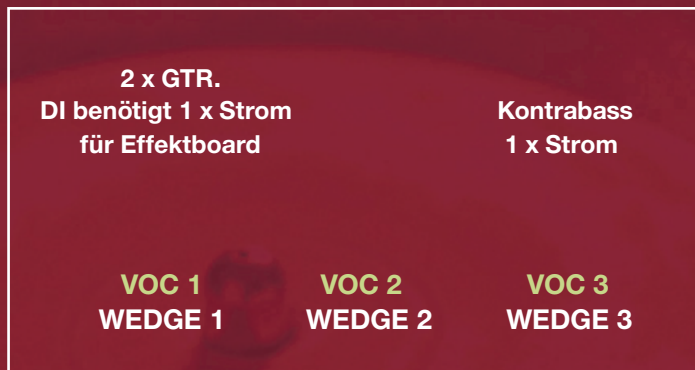 2 x GTR.
DI benötigt 1 x Strom
für Effektboard
Kontrabass
1 x Strom
VOC 1
WEDGE 1
VOC 2
WEDGE 2
VOC 3
WEDGE 3